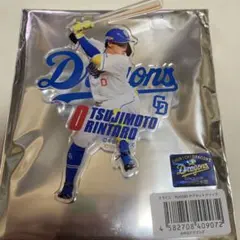 Dragons
CD
0 TSUJIMOTO
RINTARO
Dragons
4 582708 409072